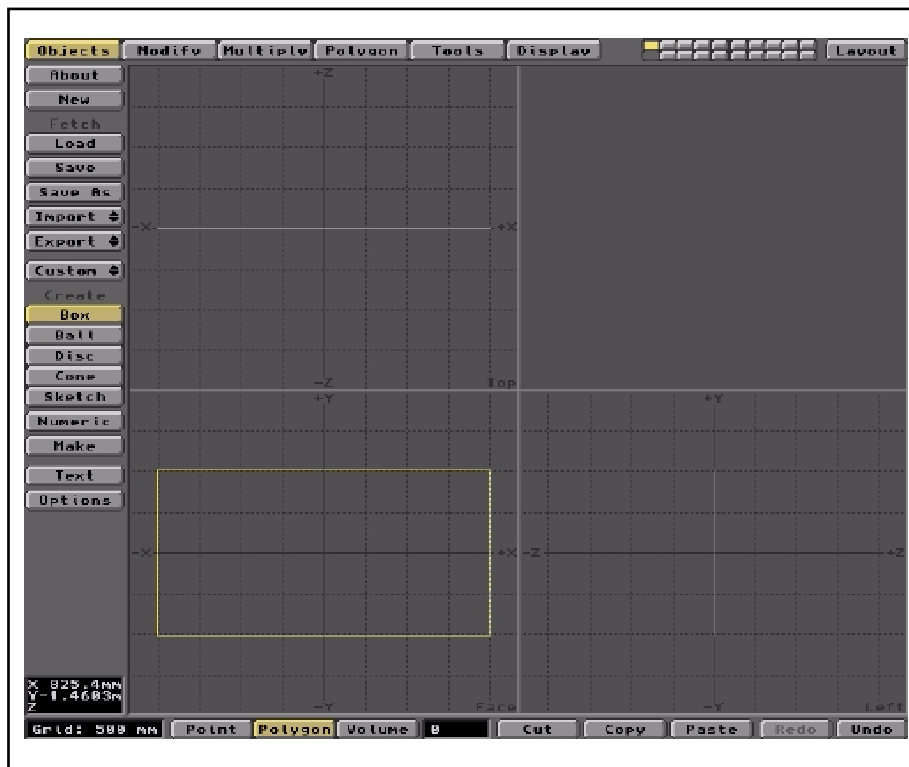 Objects Modify Multiply Polygon Tools Display Layout
About
New
Fetch
Load
Save
Save As
Import
Export
Custom
Create
Box
Ball
Disc
Cone
Sketch
Numeric
Make
Text
Options
+Z
-X +X
-Z Top
+Y +Y
-X +X -Z +Z
-Y Face -Y Left
X 825.4mm
Y-1.4603m
Z
Grid: 500 mm Point Polygon Volume 0 Cut Copy Paste Redo Undo